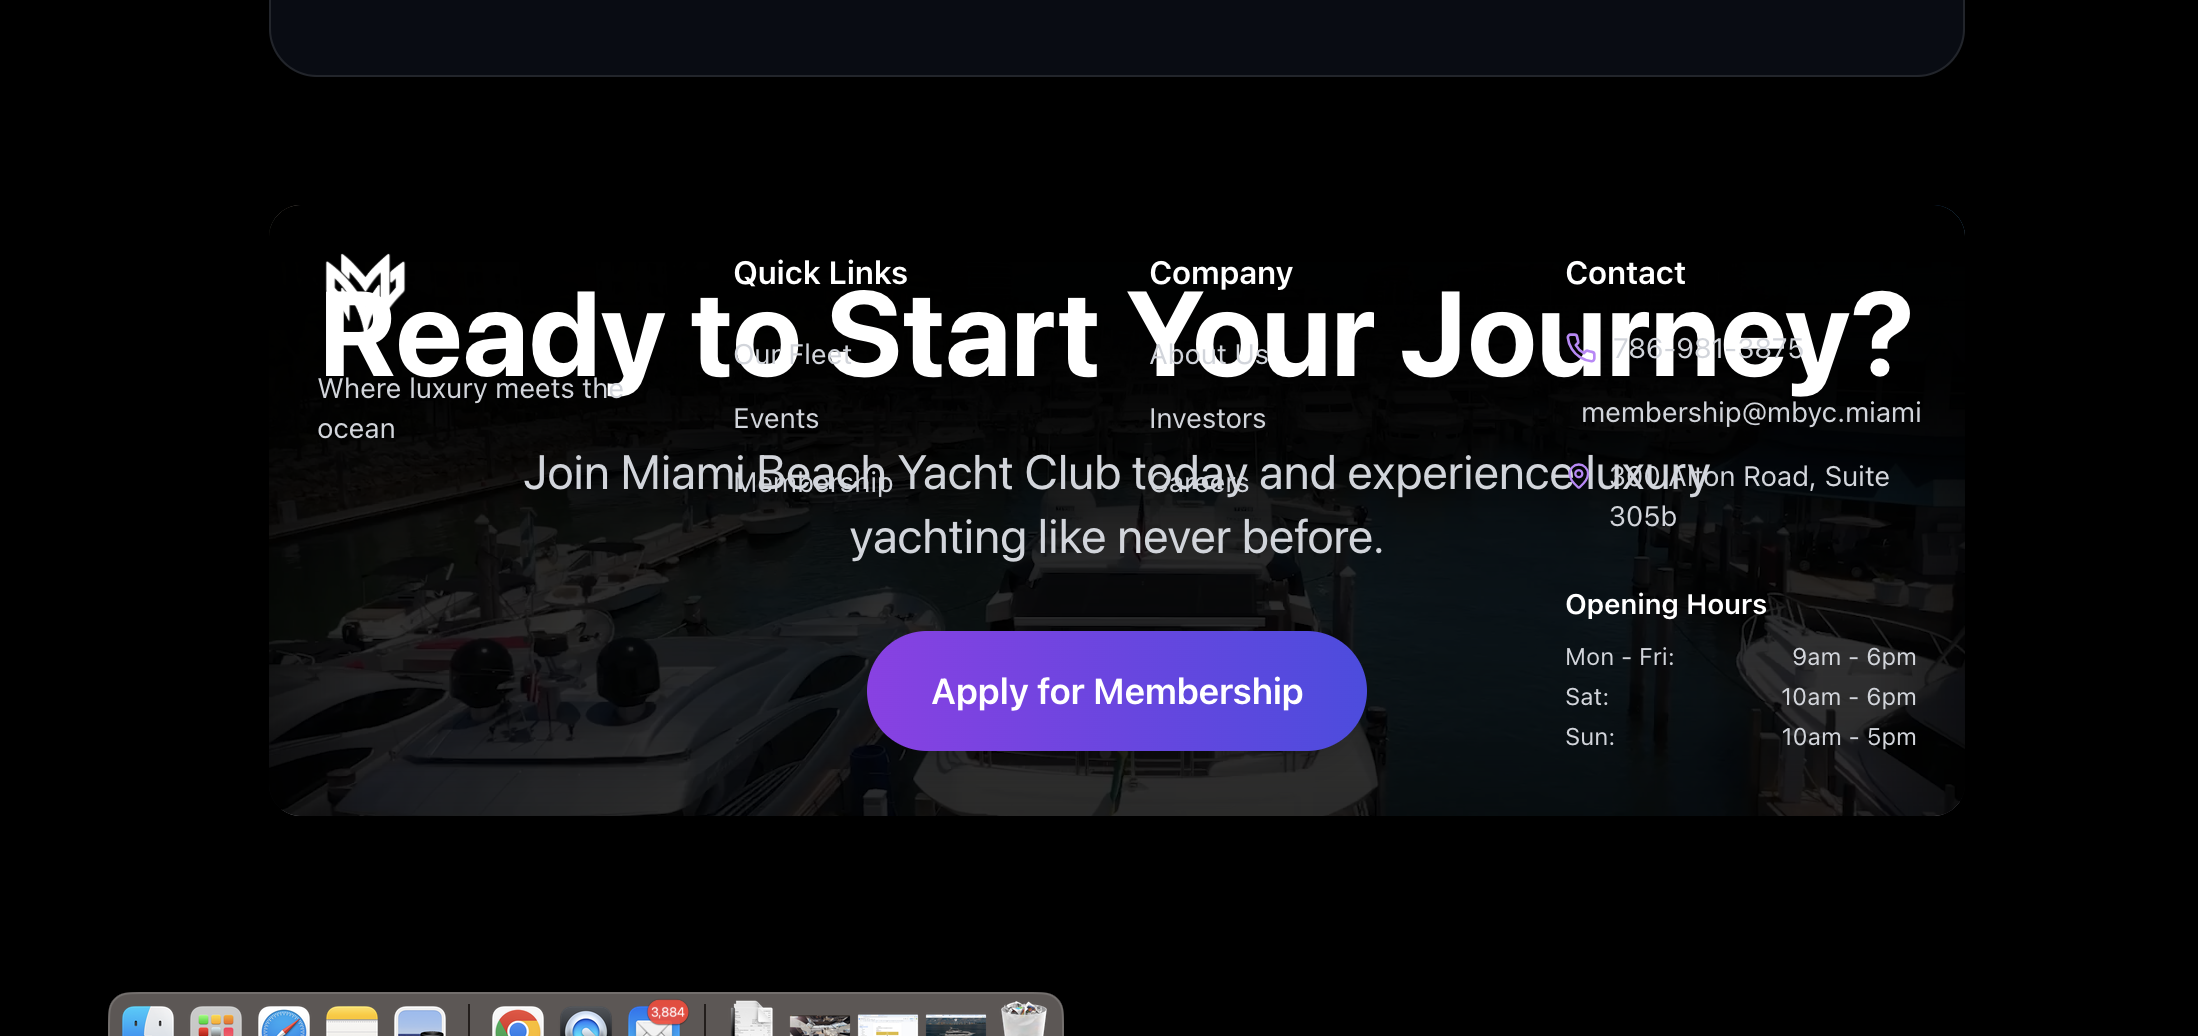 Quick Links
Company
Contact
Ready to Start Your Journey?
Our Fleet
About Us
786-981-3875
Where luxury meets the
ocean
Events
Investors
membership@mbyc.miami
Join Miami Beach Yacht Club today and experience luxury
yachting like never before.
Membership
Careers
Road, Suite
305b
Opening Hours
Mon - Fri: 9am - 6pm
Sat: 10am - 6pm
Sun: 10am - 5pm
Apply for Membership
3,884